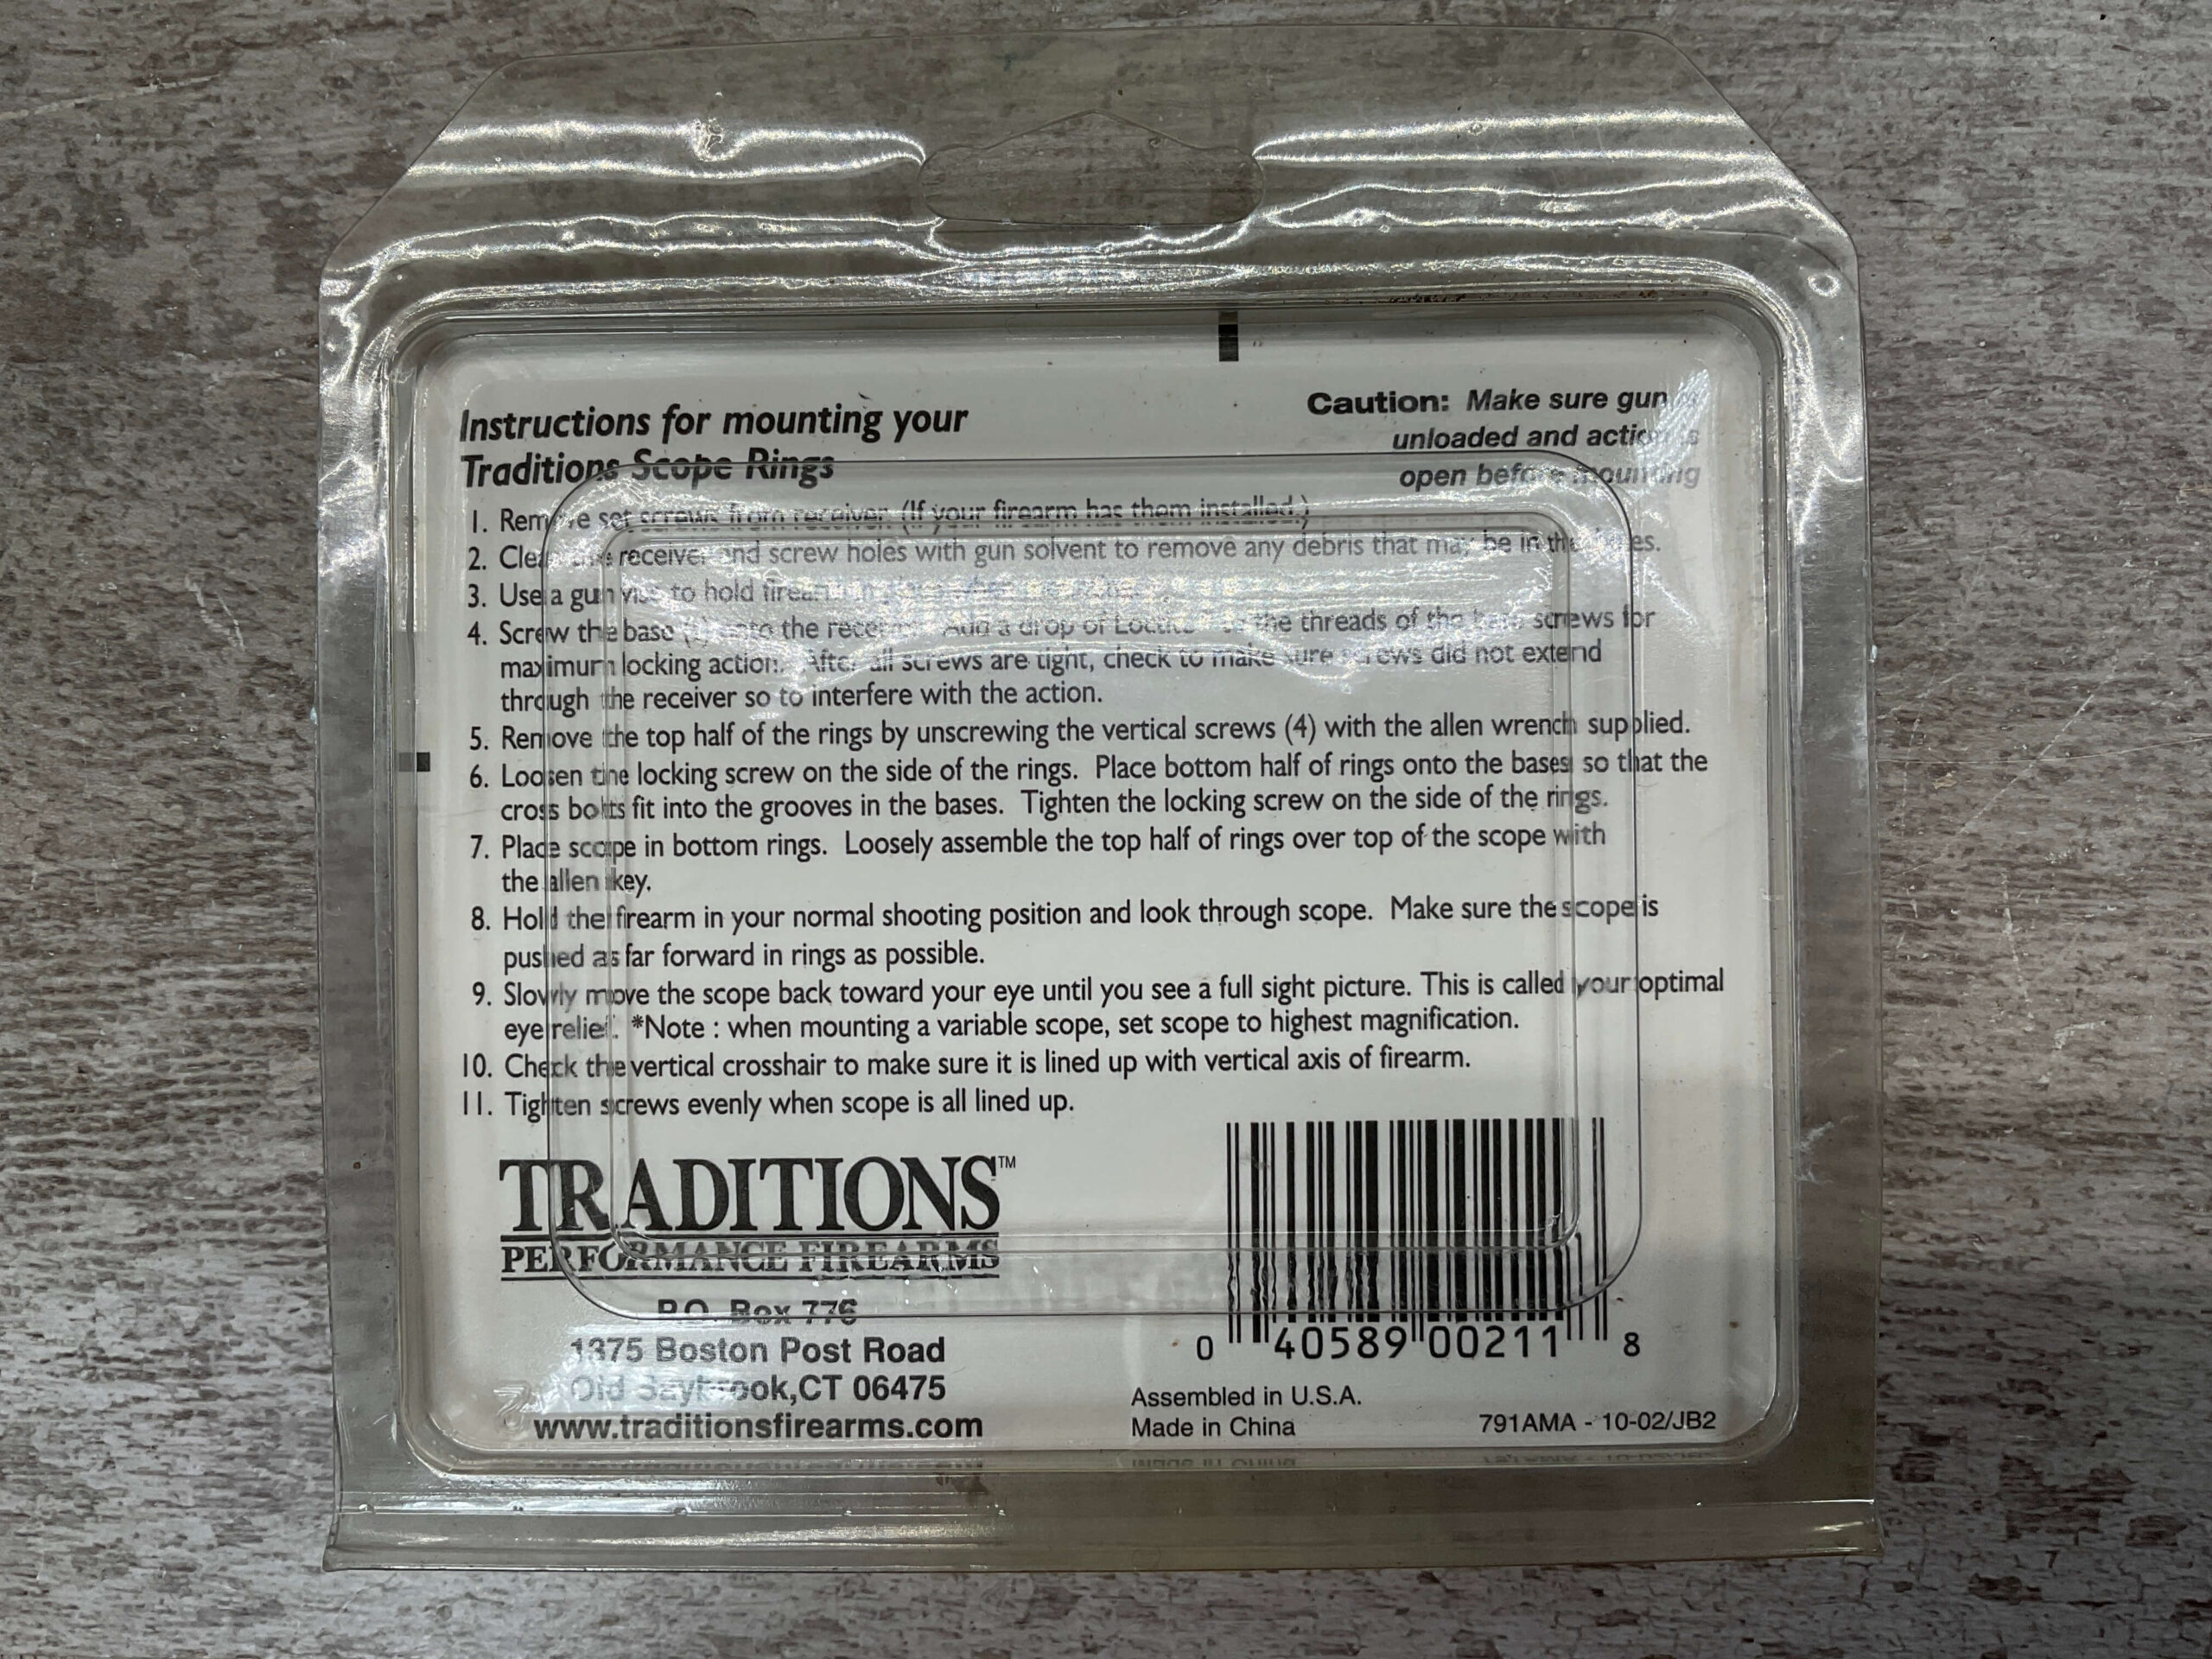 Instructions for mounting your
Traditions Scope Rings
Caution: Make sure gun
unloaded and action is
open before mounting
1. Remove set screws from receiver. (If your firearm has them installed.)
2. Clean the receiver and screw holes with gun solvent to remove any debris that may be in the holes.
3. Use a gun vise to hold firearm
4. Screw the base (s) onto the receiver. Add a drop of Loctite to the threads of the base screws for
maximum locking action. After all screws are tight, check to make sure screws did not extend
through the receiver so to interfere with the action.
5. Remove the top half of the rings by unscrewing the vertical screws (4) with the allen wrench supplied.
6. Loosen the locking screw on the side of the rings. Place bottom half of rings onto the bases so that the
cross bolts fit into the grooves in the bases. Tighten the locking screw on the side of the rings.
7. Place scope in bottom rings. Loosely assemble the top half of rings over top of the scope with
the allen key.
8. Hold the firearm in your normal shooting position and look through scope. Make sure the scope is
pushed as far forward in rings as possible.
9. Slowly move the scope back toward your eye until you see a full sight picture. This is called your optimal
eye relief. *Note : when mounting a variable scope, set scope to highest magnification.
10. Check the vertical crosshair to make sure it is lined up with vertical axis of firearm.
11. Tighten screws evenly when scope is all lined up.
TRADITIONS™
PERFORMANCE FIREARMS
P.O. Box 776
1375 Boston Post Road
Old Saybrook,CT 06475
www.traditionsfirearms.com
0 40589 00211 8
Assembled in U.S.A.
Made in China
791AMA - 10-02/JB2